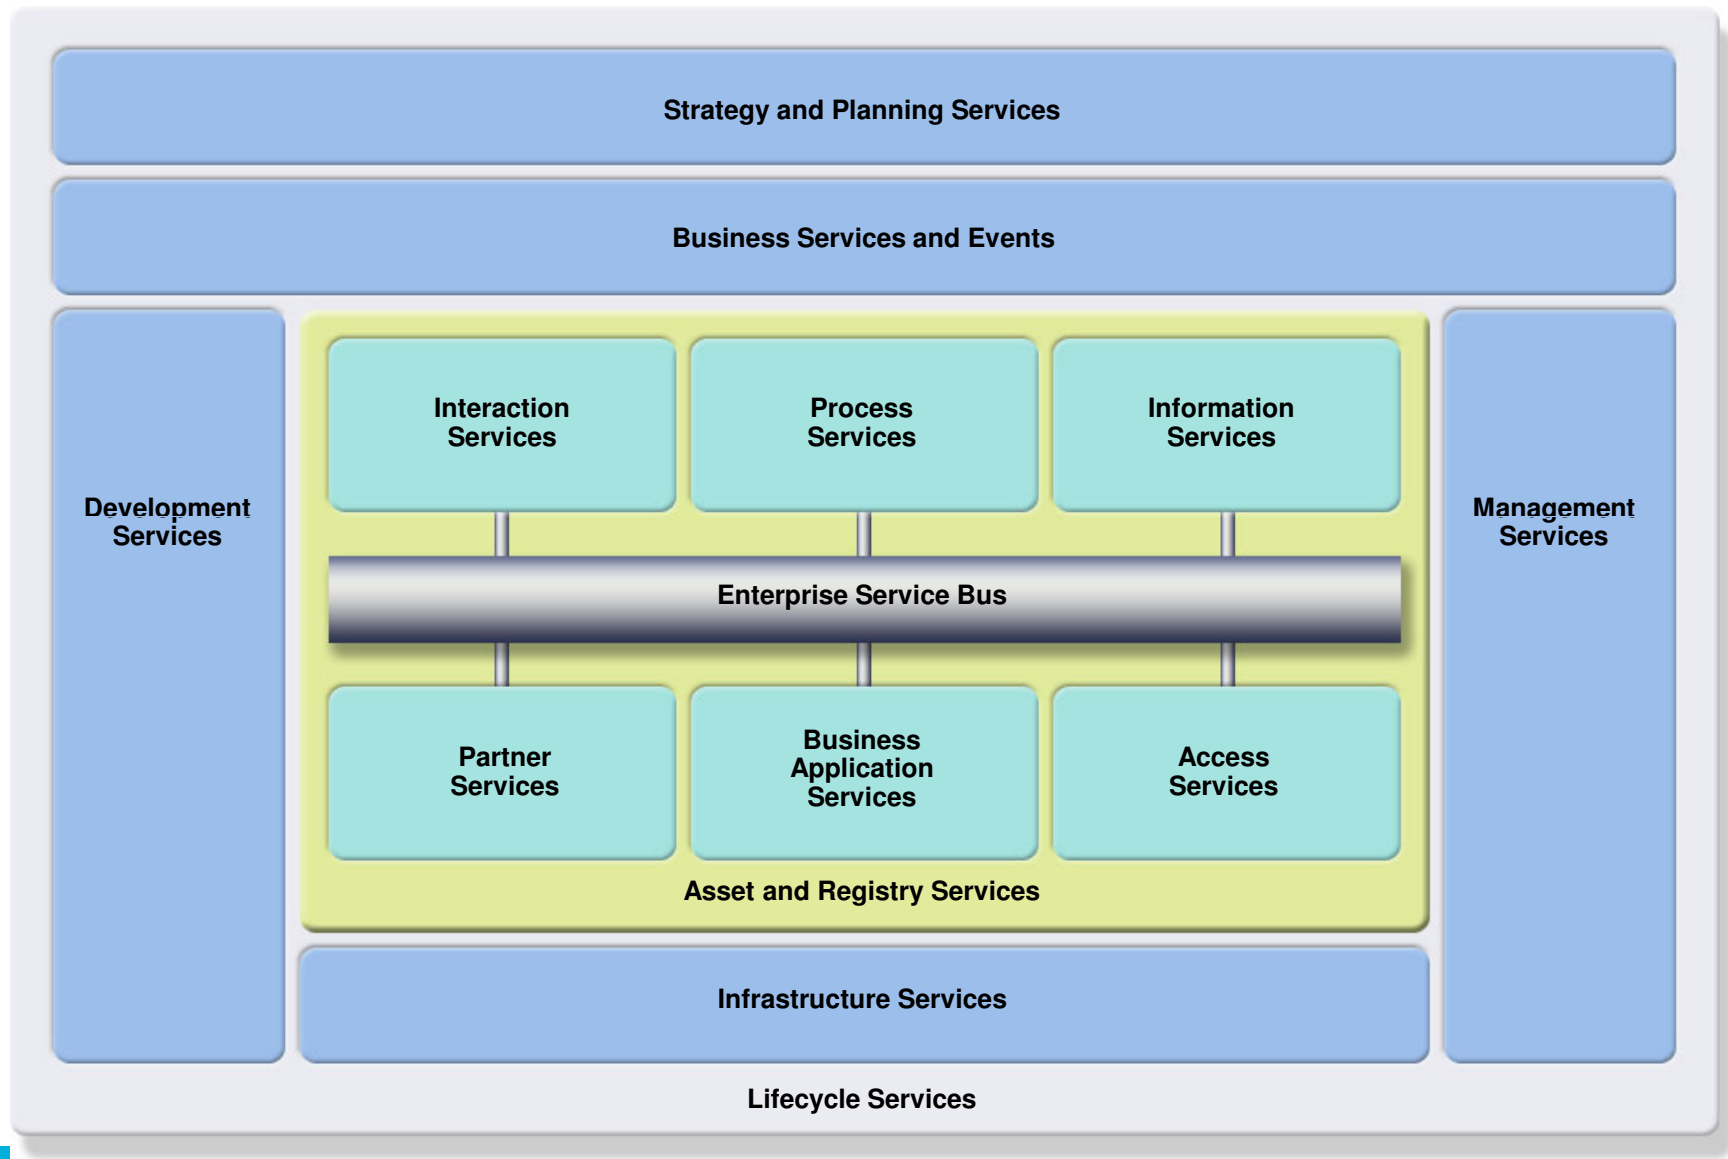 Strategy and Planning Services
Business Services and Events
Development
Services
Interaction
Services
Process
Services
Information
Services
Management
Services
Enterprise Service Bus
Partner
Services
Business
Application
Services
Access
Services
Asset and Registry Services
Infrastructure Services
Lifecycle Services